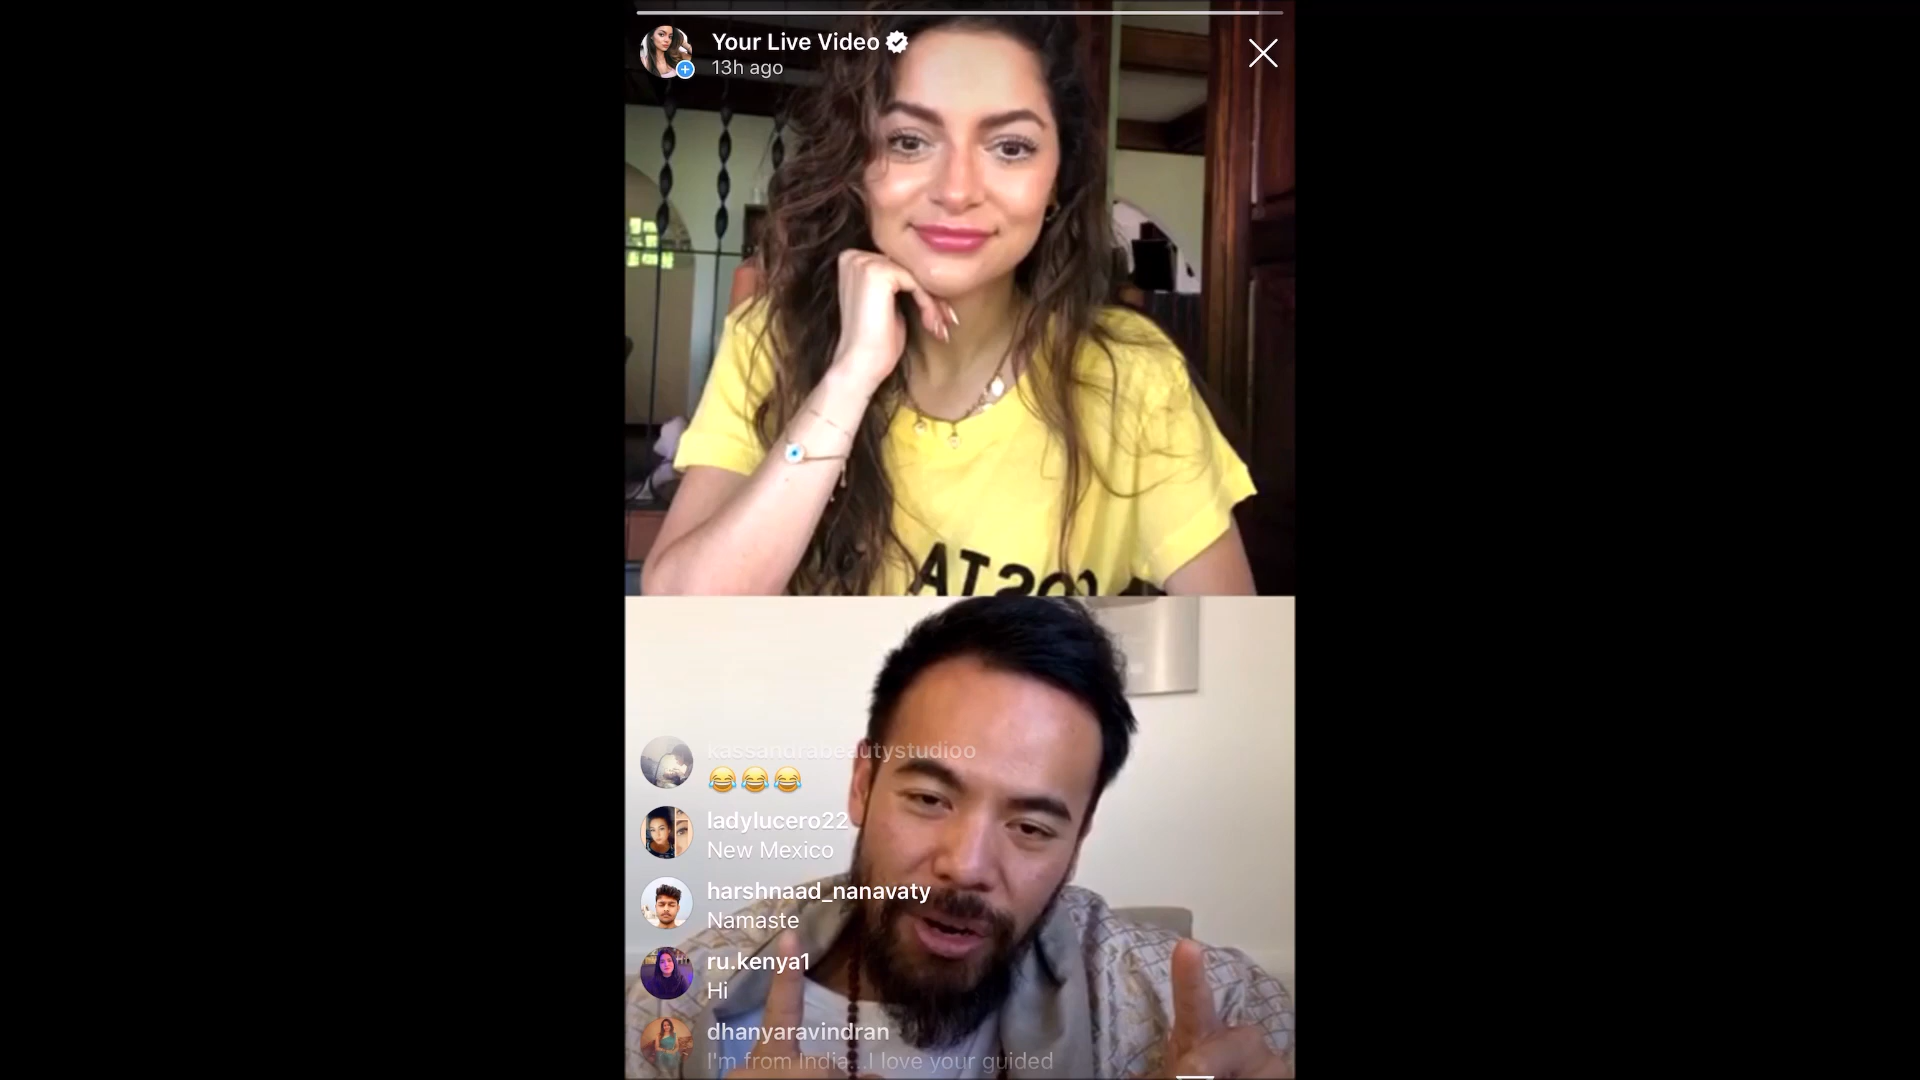 Your Live Video
13h ago
COSTA
kassandrabeautystudioo
😂😂😂
ladylucero22
New Mexico
harshnaad_nanavaty
Namaste
ru.kenya1
Hi
dhanyaravindran
I'm from India...I love your guided